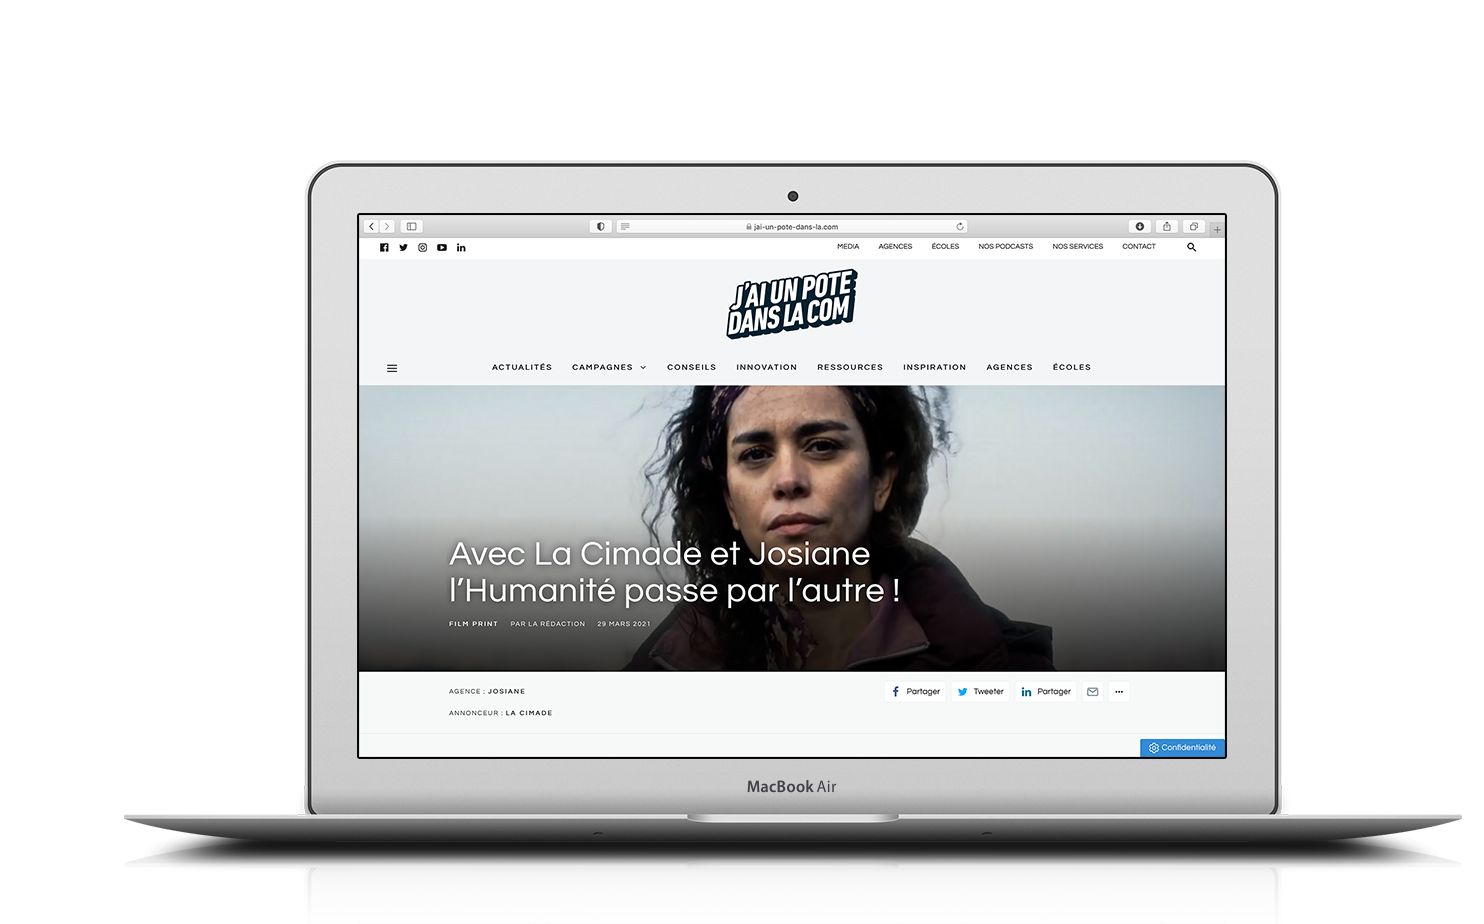 jai-un-pote-dans-la.com
MEDIA AGENCES ÉCOLES NOS PODCASTS NOS SERVICES CONTACT
J'AI UN POTE
DANS LA COM
ACTUALITÉS CAMPAGNES CONSEILS INNOVATION RESSOURCES INSPIRATION AGENCES ÉCOLES
Avec La Cimade et Josiane
l'Humanité passe par l'autre !
FILM PRINT PAR LA RÉDACTION 29 MARS 2021
AGENCE : JOSIANE
Partager Tweeter Partager
ANNONCEUR : LA CIMADE
Confidentialité
MacBook Air